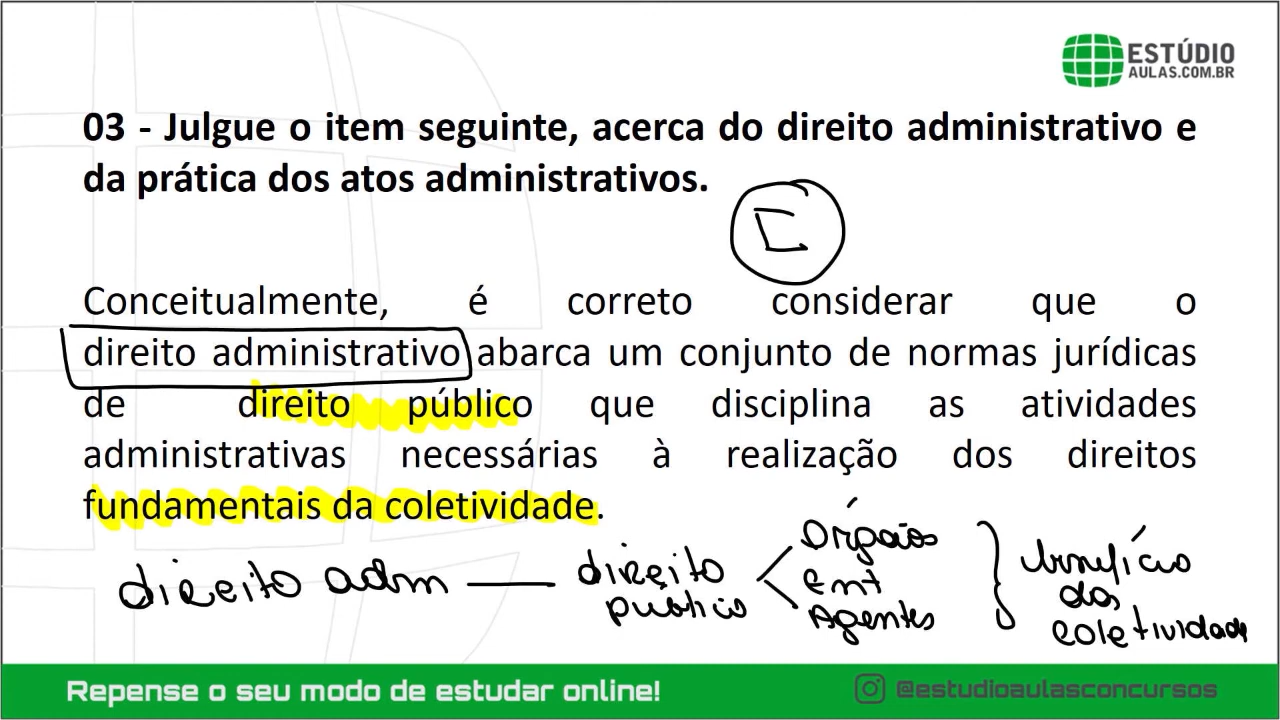 ESTÚDIO
AULAS.COM.BR
03 - Julgue o item seguinte, acerca do direito administrativo e
da prática dos atos administrativos.
C
Conceitualmente, é correto considerar que o
direito administrativo abarca um conjunto de normas jurídicas
de direito público que disciplina as atividades
administrativas necessárias à realização dos direitos
fundamentais da coletividade.
direito adm — direito público
Órgãos
Ent
Agentes
benefício
da
coletividade
Repense o seu modo de estudar online!
@estudioaulasconcursos